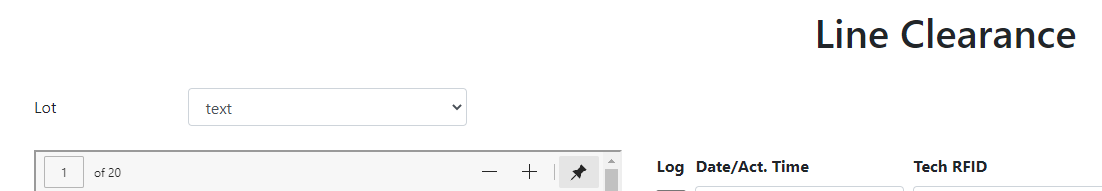 Line Clearance
Lot
text
1 of 20
Log Date/Act. Time Tech RFID